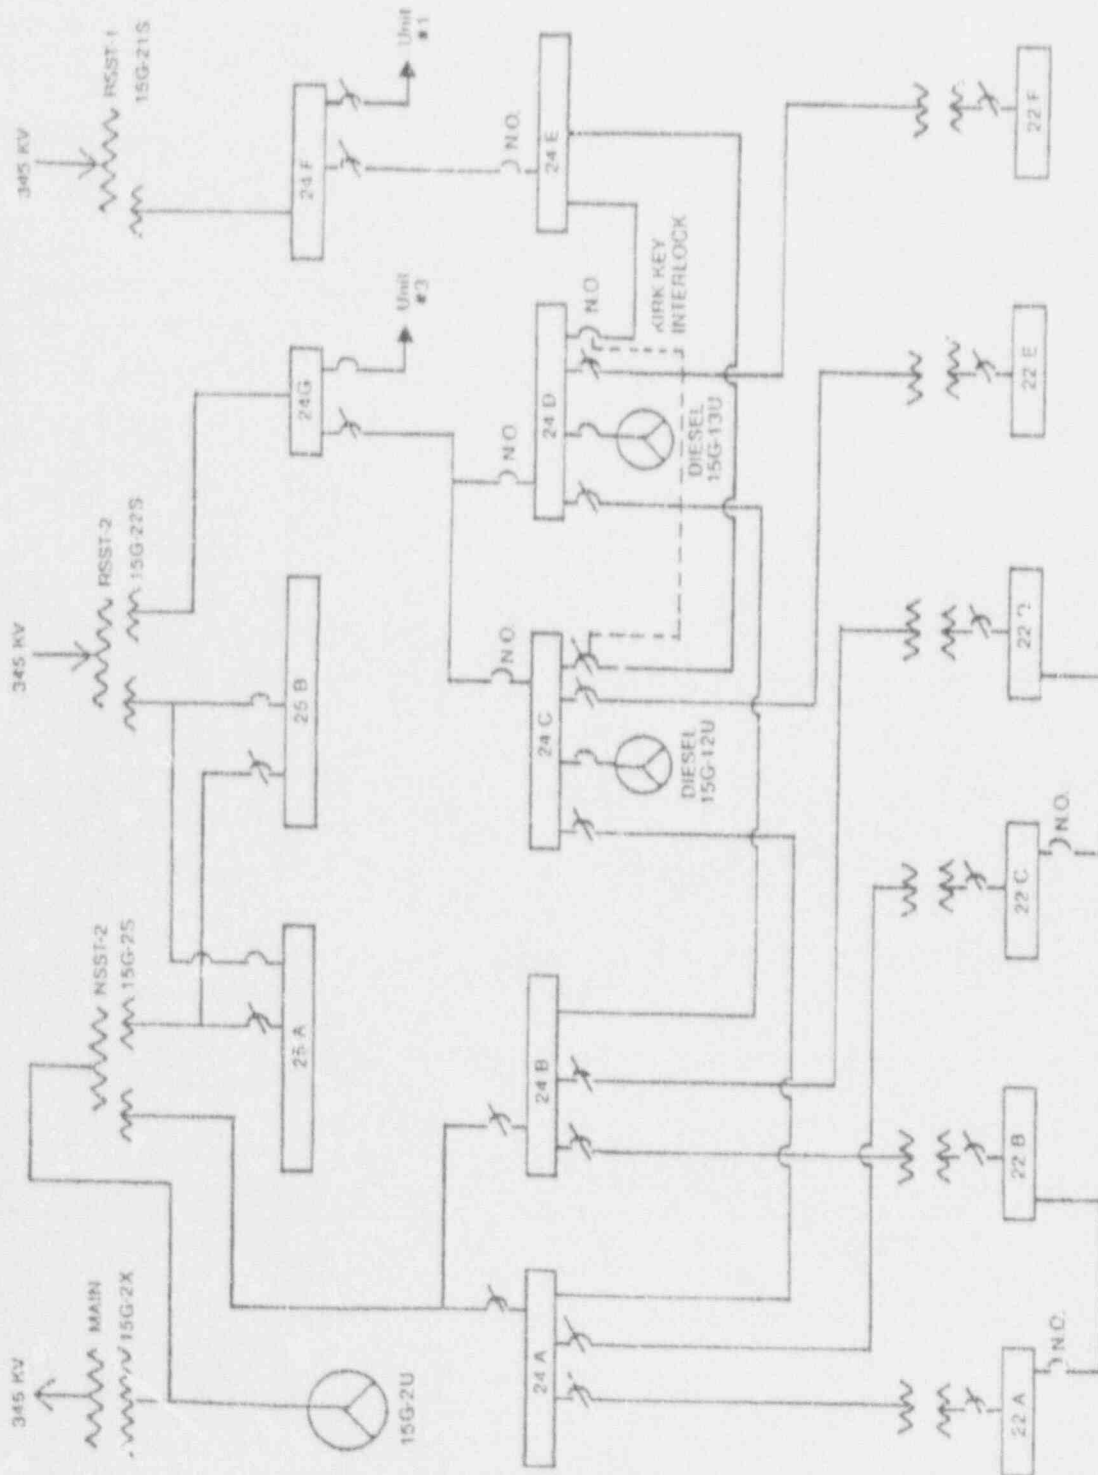 345 KV
MAIN
15G-2X
15G-2U
NSST-2
15G-2S
345 KV
RSST-2
15G-22S
345 KV
RSST-1
15G-21S
25 A
25 B
24G
Unit
#3
24 F
Unit
#1
24 A
24 B
24 C
N.O.
24 D
N.O.
N.O
24 E
N.O.
DIESEL
15G-12U
DIESEL
15G-13U
KIRK KEY
INTERLOCK
22 A
N.O.
22 B
22 C
N.O.
22 D
22 E
22 F